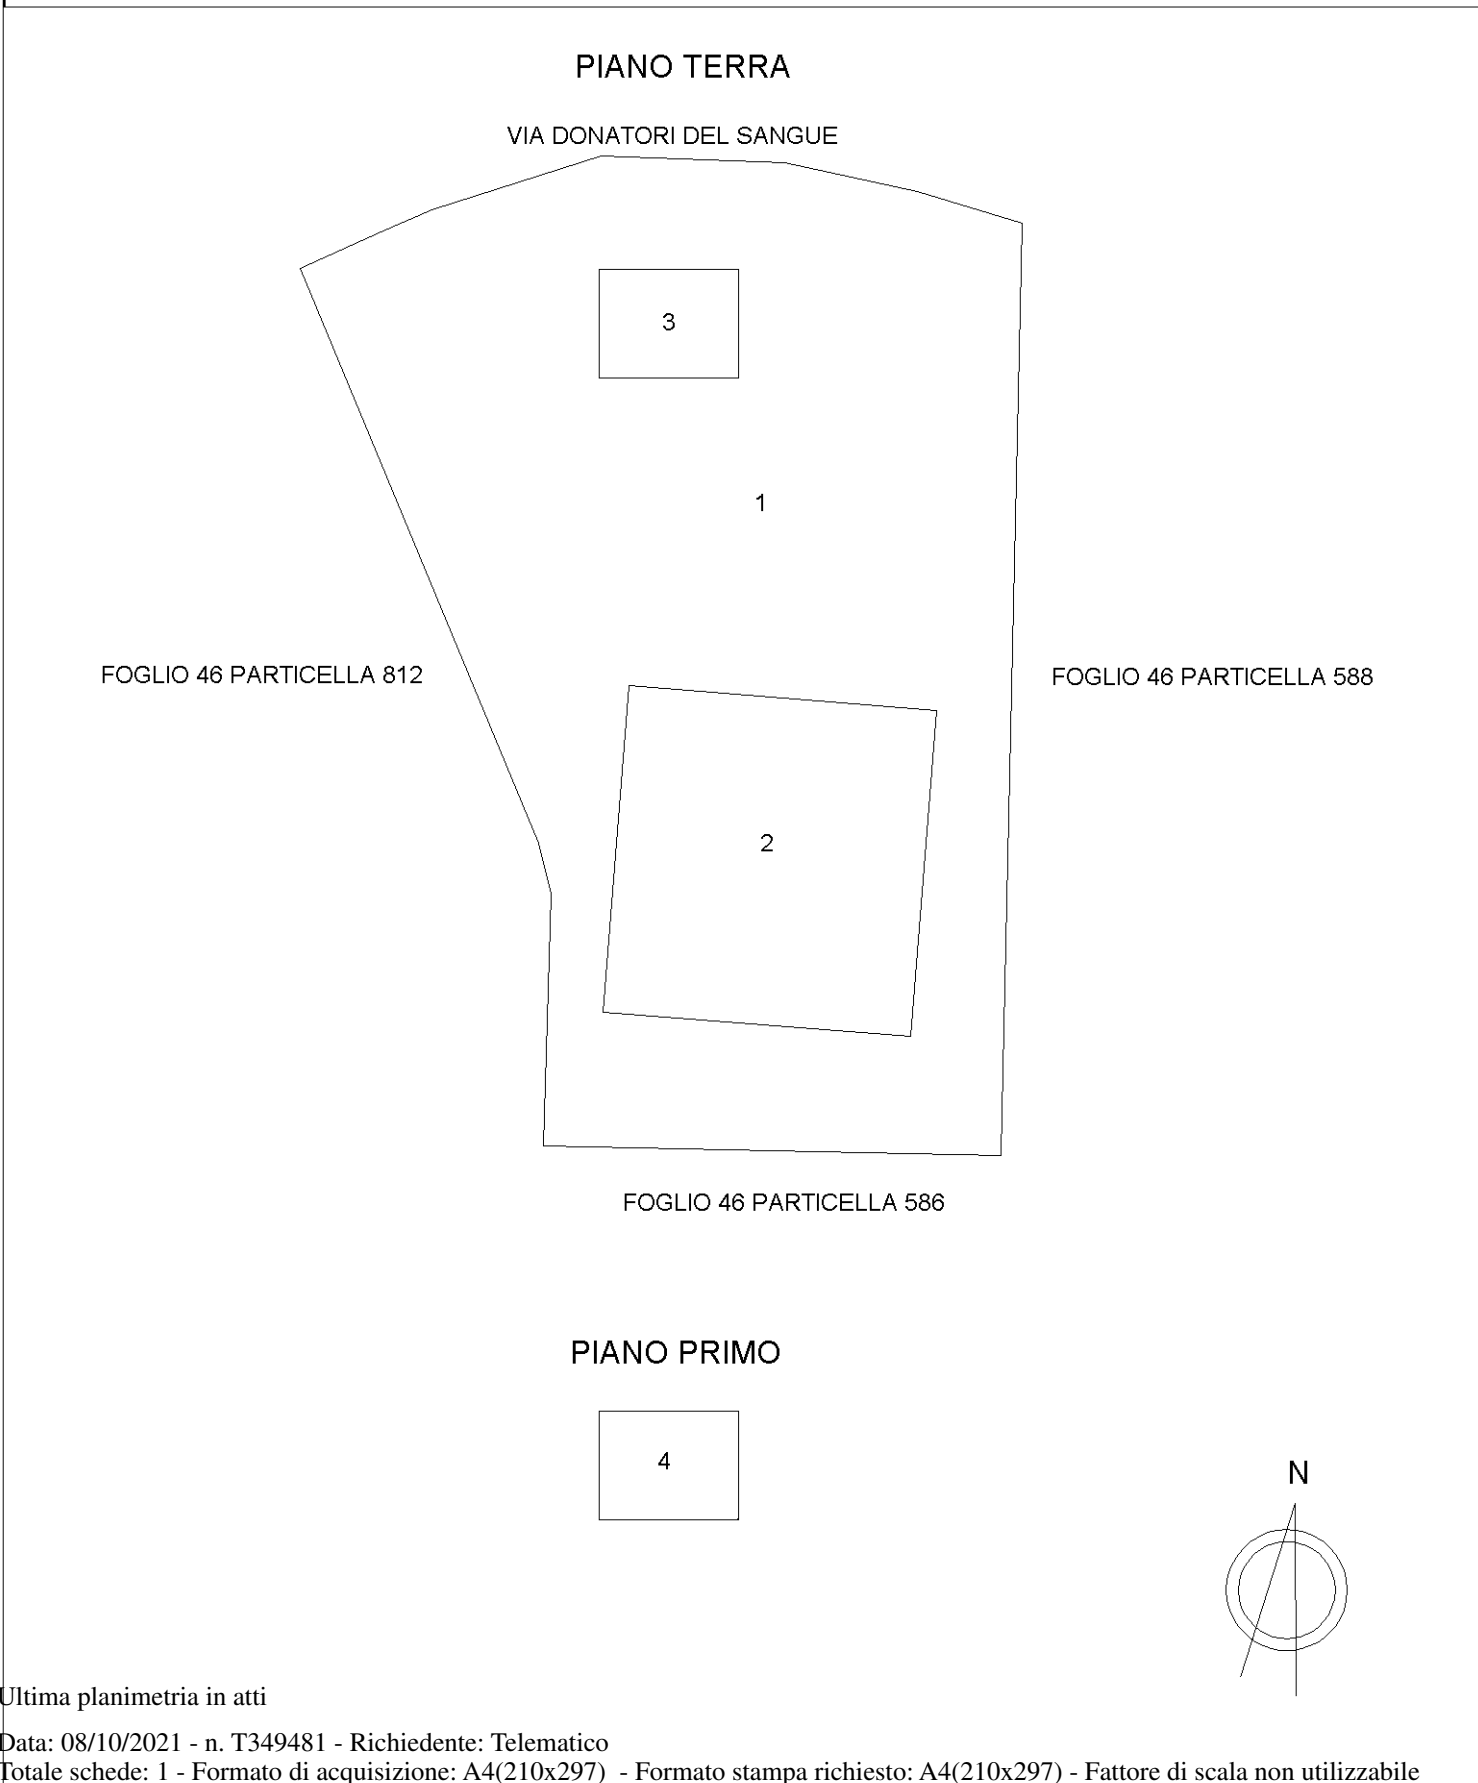 PIANO TERRA
VIA DONATORI DEL SANGUE
3
1
FOGLIO 46 PARTICELLA 812
FOGLIO 46 PARTICELLA 588
2
FOGLIO 46 PARTICELLA 586
PIANO PRIMO
4
N
Ultima planimetria in atti
Data: 08/10/2021 - n. T349481 - Richiedente: Telematico
Totale schede: 1 - Formato di acquisizione: A4(210x297) - Formato stampa richiesto: A4(210x297) - Fattore di scala non utilizzabile